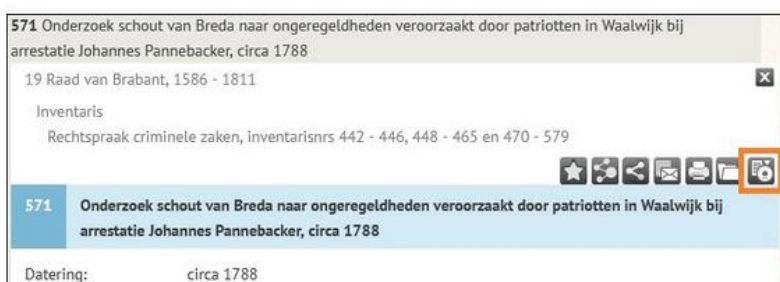 571 Onderzoek schout van Breda naar ongeregeldheden veroorzaakt door patriotten in Waalwijk bij
arrestatie Johannes Pannebacker, circa 1788
19 Raad van Brabant, 1586 - 1811
Inventaris
Rechtspraak criminele zaken, inventarisnrs 442 - 446, 448 - 465 en 470 - 579
571 Onderzoek schout van Breda naar ongeregeldheden veroorzaakt door patriotten in Waalwijk bij
arrestatie Johannes Pannebacker, circa 1788
Datering: circa 1788